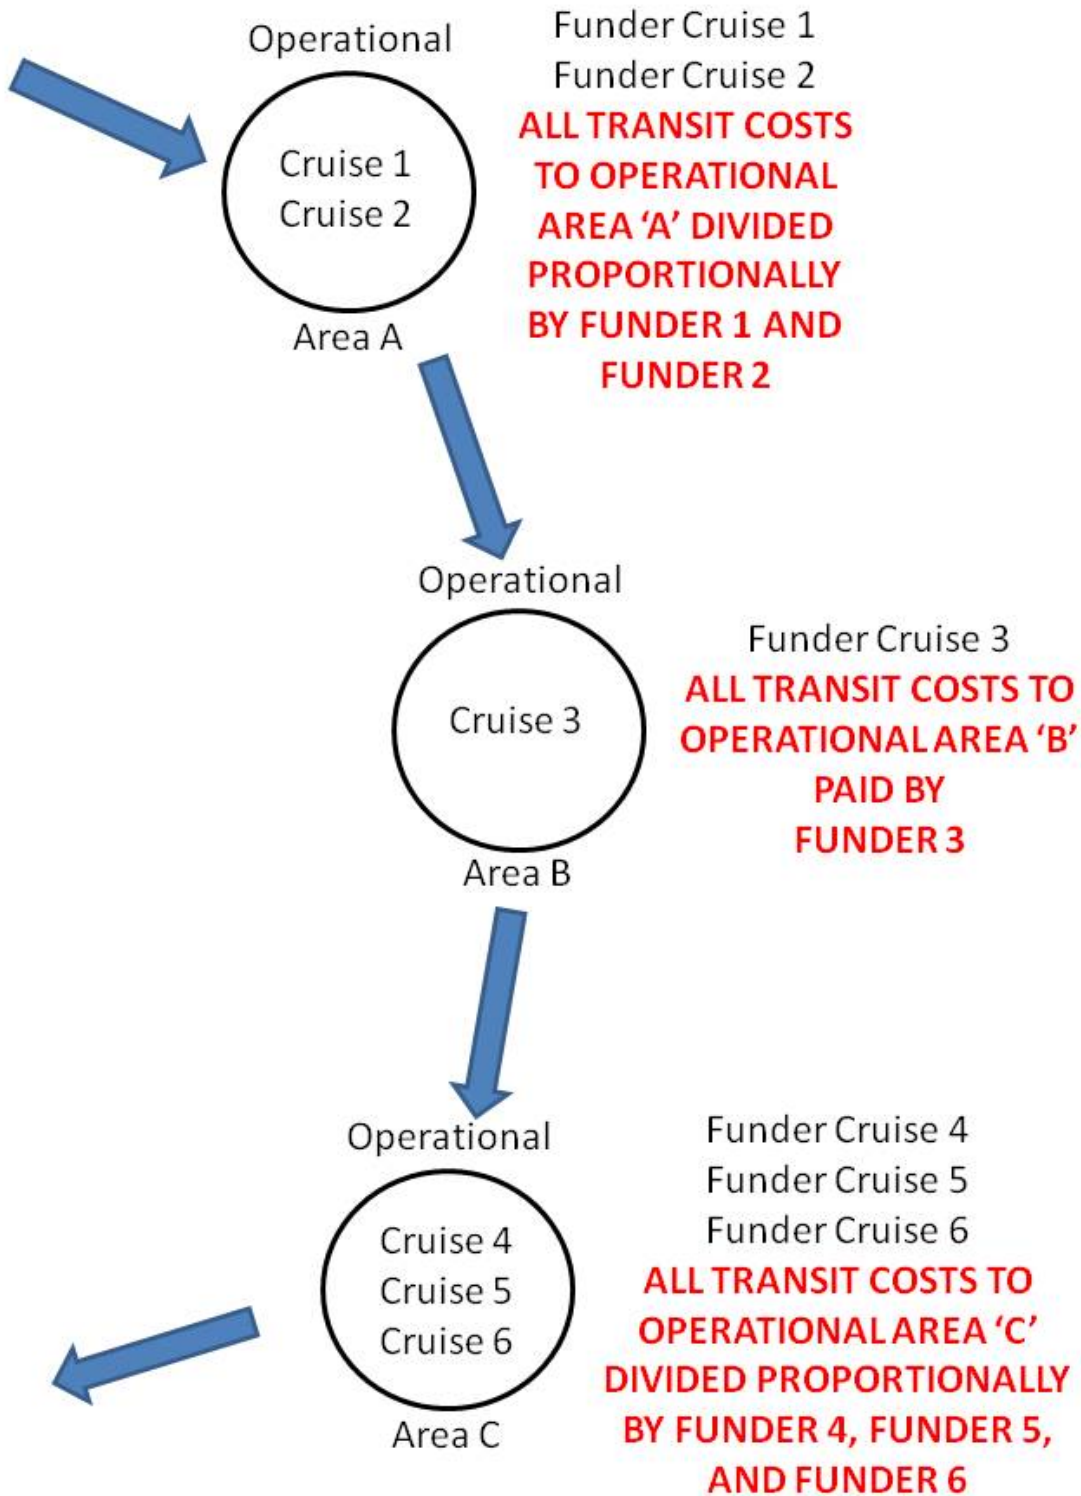 Operational
Cruise 1
Cruise 2
Area A
Funder Cruise 1
Funder Cruise 2
ALL TRANSIT COSTS
TO OPERATIONAL
AREA ‘A’ DIVIDED
PROPORTIONALLY
BY FUNDER 1 AND
FUNDER 2
Operational
Cruise 3
Area B
Funder Cruise 3
ALL TRANSIT COSTS TO
OPERATIONAL AREA ‘B’
PAID BY
FUNDER 3
Operational
Cruise 4
Cruise 5
Cruise 6
Area C
Funder Cruise 4
Funder Cruise 5
Funder Cruise 6
ALL TRANSIT COSTS TO
OPERATIONAL AREA ‘C’
DIVIDED PROPORTIONALLY
BY FUNDER 4, FUNDER 5,
AND FUNDER 6